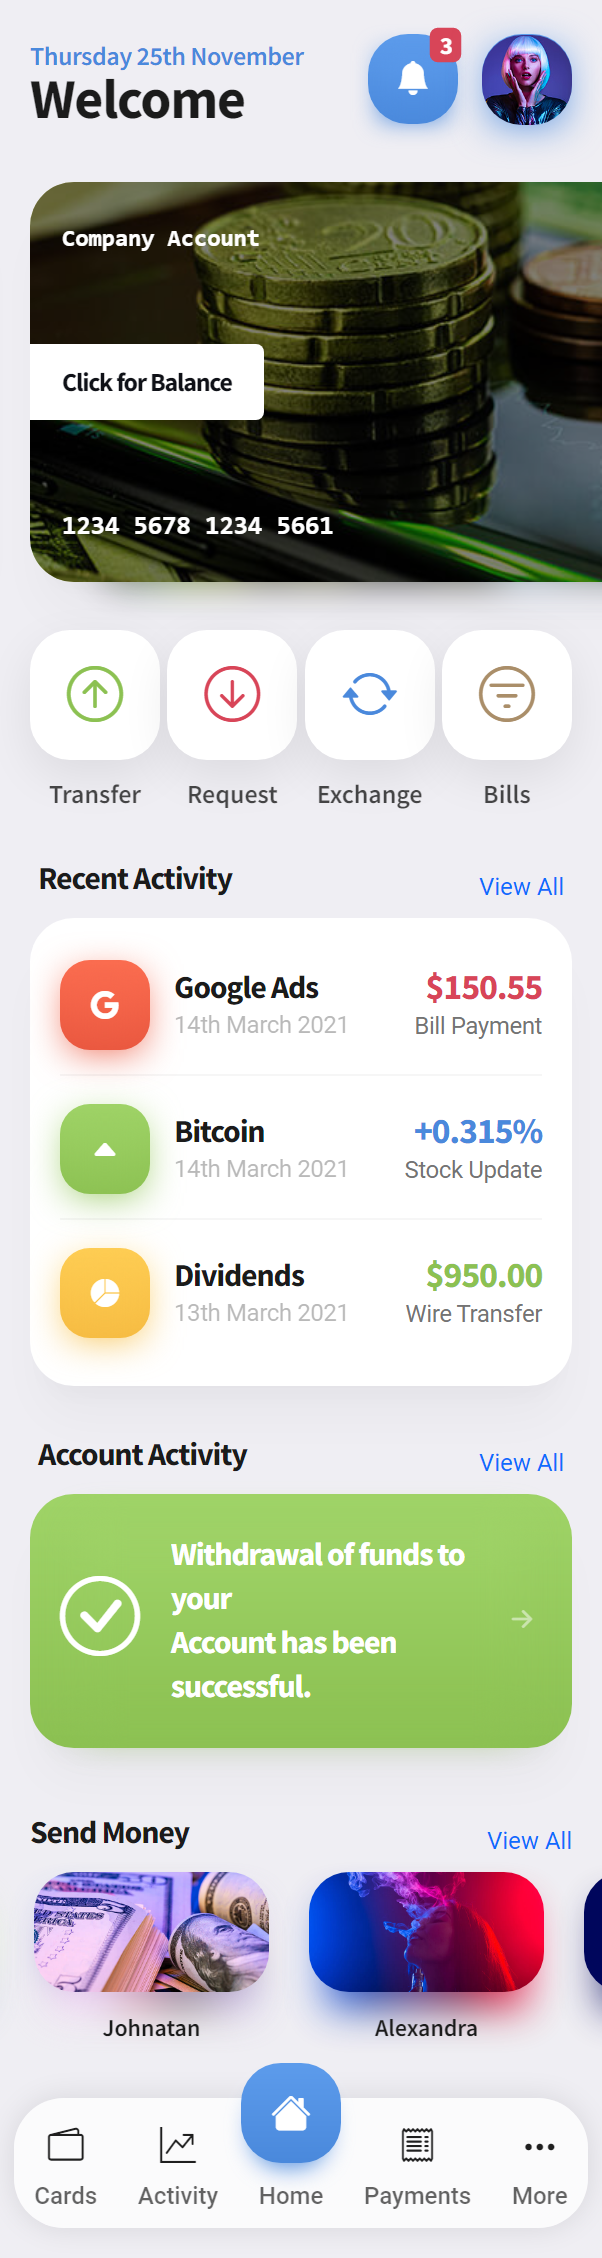 Thursday 25th November
3
Welcome
Company Account
Click for Balance
1234 5678 1234 5661
Transfer
Request
Exchange
Bills
Recent Activity
View All
G
Google Ads
$150.55
14th March 2021
Bill Payment
Bitcoin
+0.315%
14th March 2021
Stock Update
Dividends
$950.00
13th March 2021
Wire Transfer
Account Activity
View All
Withdrawal of funds to
your
Account has been
successful.
Send Money
View All
Johnatan
Alexandra
Cards
Activity
Home
Payments
More